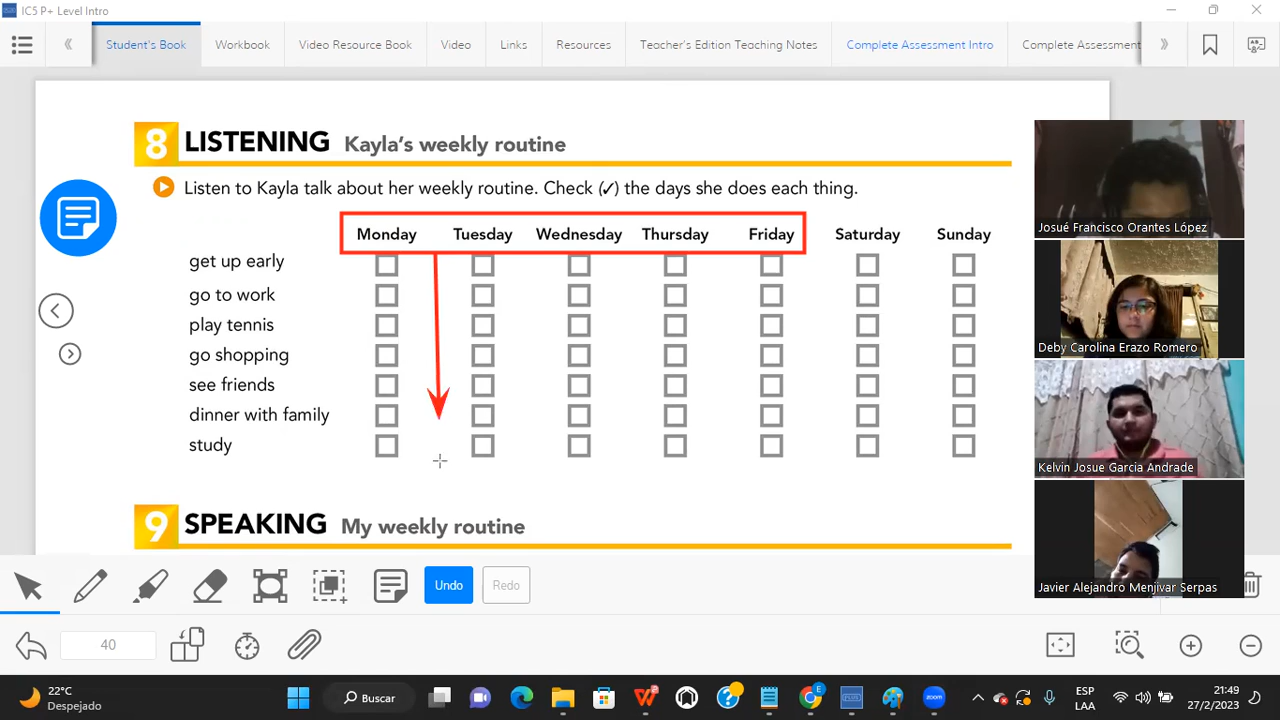 IC5 P+ Level Intro
Student's Book Workbook Video Resource Book Video Links Resources Teacher's Edition Teaching Notes Complete Assessment Intro Complete Assessment
8 LISTENING Kayla's weekly routine
Listen to Kayla talk about her weekly routine. Check (✓) the days she does each thing.
Monday Tuesday Wednesday Thursday Friday Saturday Sunday
get up early
go to work
play tennis
go shopping
see friends
dinner with family
study
9 SPEAKING My weekly routine
Josué Francisco Orantes López
Deby Carolina Erazo Romero
Kelvin Josue Garcia Andrade
Javier Alejandro Menjivar Serpas
Undo Redo
40
22°C
Despejado
Buscar
ESP
LAA
21:49
27/2/2023